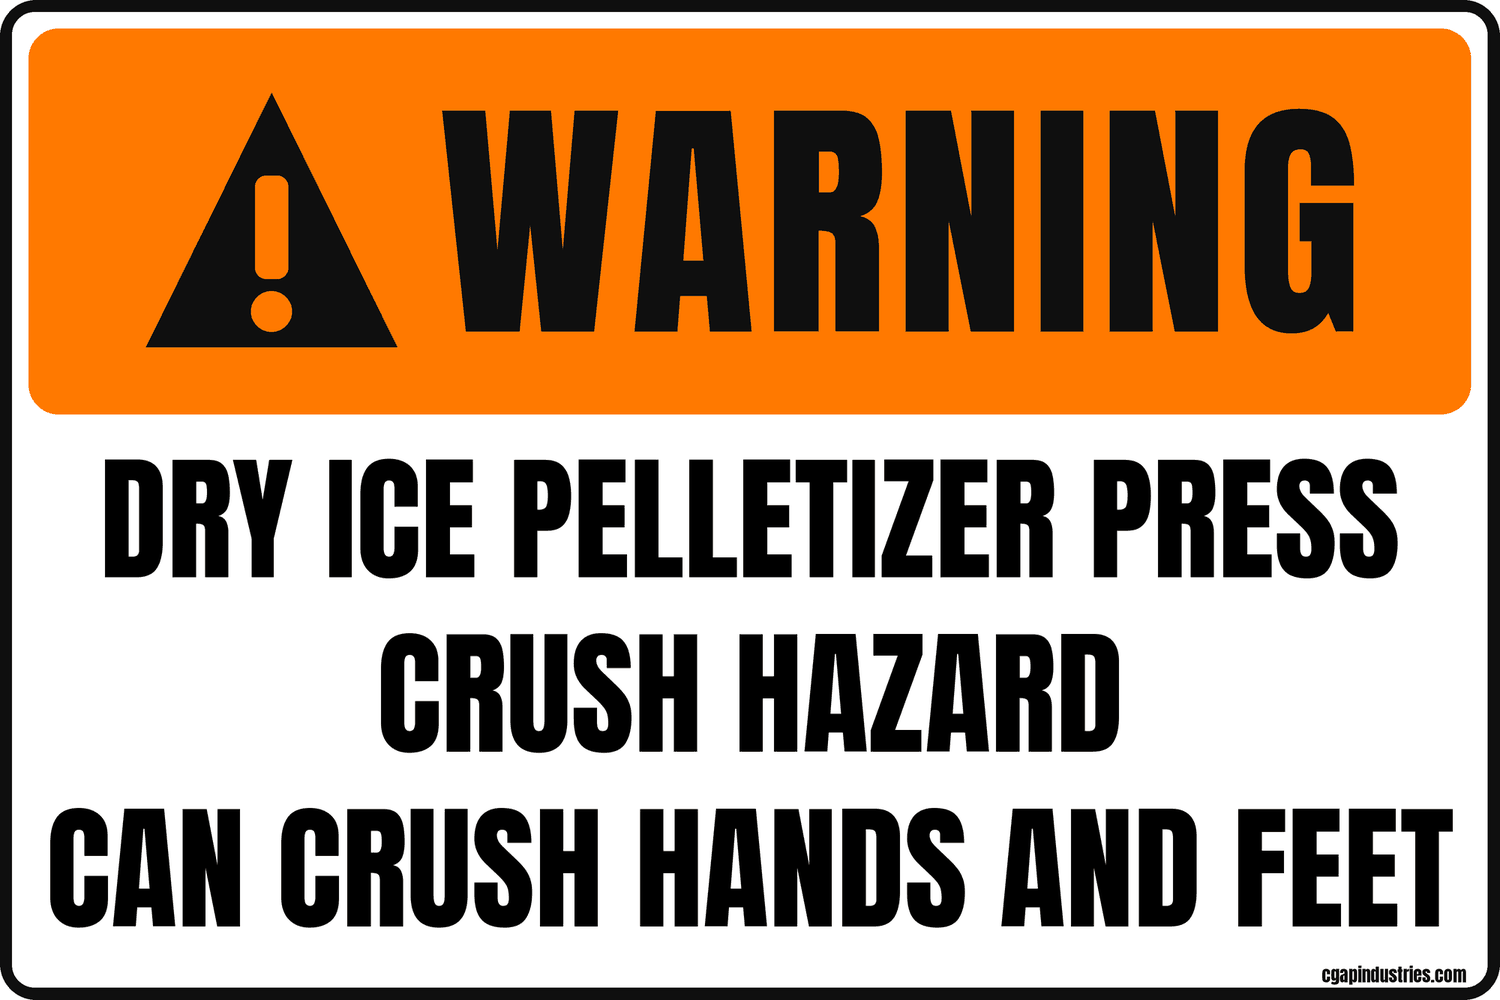 WARNING
DRY ICE PELLETIZER PRESS
CRUSH HAZARD
CAN CRUSH HANDS AND FEET
cgapindustries.com